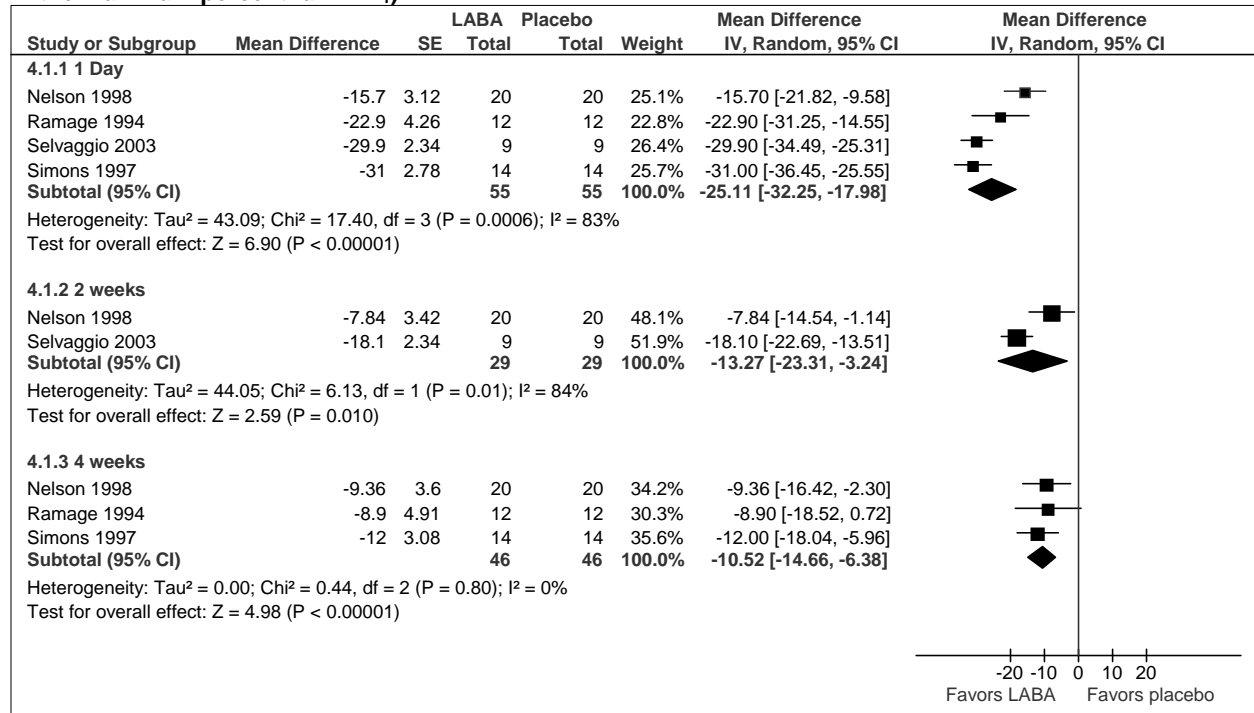 LABA Placebo Mean Difference Mean Difference
Study or Subgroup Mean Difference SE Total Total Weight IV, Random, 95% CI IV, Random, 95% CI
4.1.1 1 Day
Nelson 1998 -15.7 3.12 20 20 25.1% -15.70 [-21.82, -9.58]
Ramage 1994 -22.9 4.26 12 12 22.8% -22.90 [-31.25, -14.55]
Selvaggio 2003 -29.9 2.34 9 9 26.4% -29.90 [-34.49, -25.31]
Simons 1997 -31 2.78 14 14 25.7% -31.00 [-36.45, -25.55]
Subtotal (95% CI) 55 55 100.0% -25.11 [-32.25, -17.98]
Heterogeneity: Tau² = 43.09; Chi² = 17.40, df = 3 (P = 0.0006); I² = 83%
Test for overall effect: Z = 6.90 (P < 0.00001)
4.1.2 2 weeks
Nelson 1998 -7.84 3.42 20 20 48.1% -7.84 [-14.54, -1.14]
Selvaggio 2003 -18.1 2.34 9 9 51.9% -18.10 [-22.69, -13.51]
Subtotal (95% CI) 29 29 100.0% -13.27 [-23.31, -3.24]
Heterogeneity: Tau² = 44.05; Chi² = 6.13, df = 1 (P = 0.01); I² = 84%
Test for overall effect: Z = 2.59 (P = 0.010)
4.1.3 4 weeks
Nelson 1998 -9.36 3.6 20 20 34.2% -9.36 [-16.42, -2.30]
Ramage 1994 -8.9 4.91 12 12 30.3% -8.90 [-18.52, 0.72]
Simons 1997 -12 3.08 14 14 35.6% -12.00 [-18.04, -5.96]
Subtotal (95% CI) 46 46 100.0% -10.52 [-14.66, -6.38]
Heterogeneity: Tau² = 0.00; Chi² = 0.44, df = 2 (P = 0.80); I² = 0%
Test for overall effect: Z = 4.98 (P < 0.00001)
-20 -10 0 10 20
Favors LABA Favors placebo